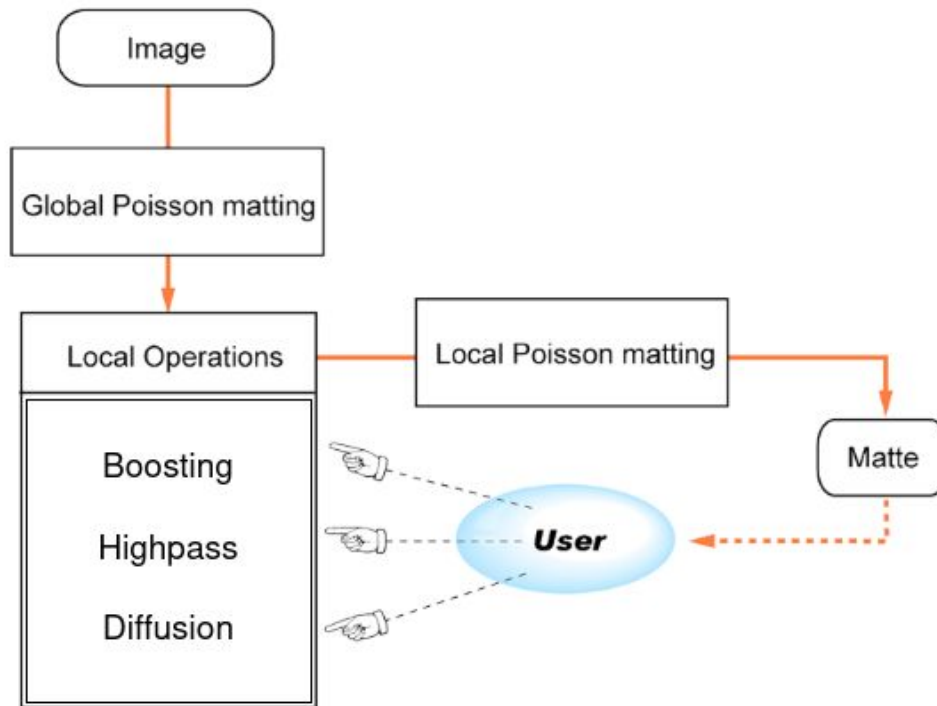 Image
Global Poisson matting
Local Operations
Local Poisson matting
Boosting
Matte
Highpass
User
Diffusion